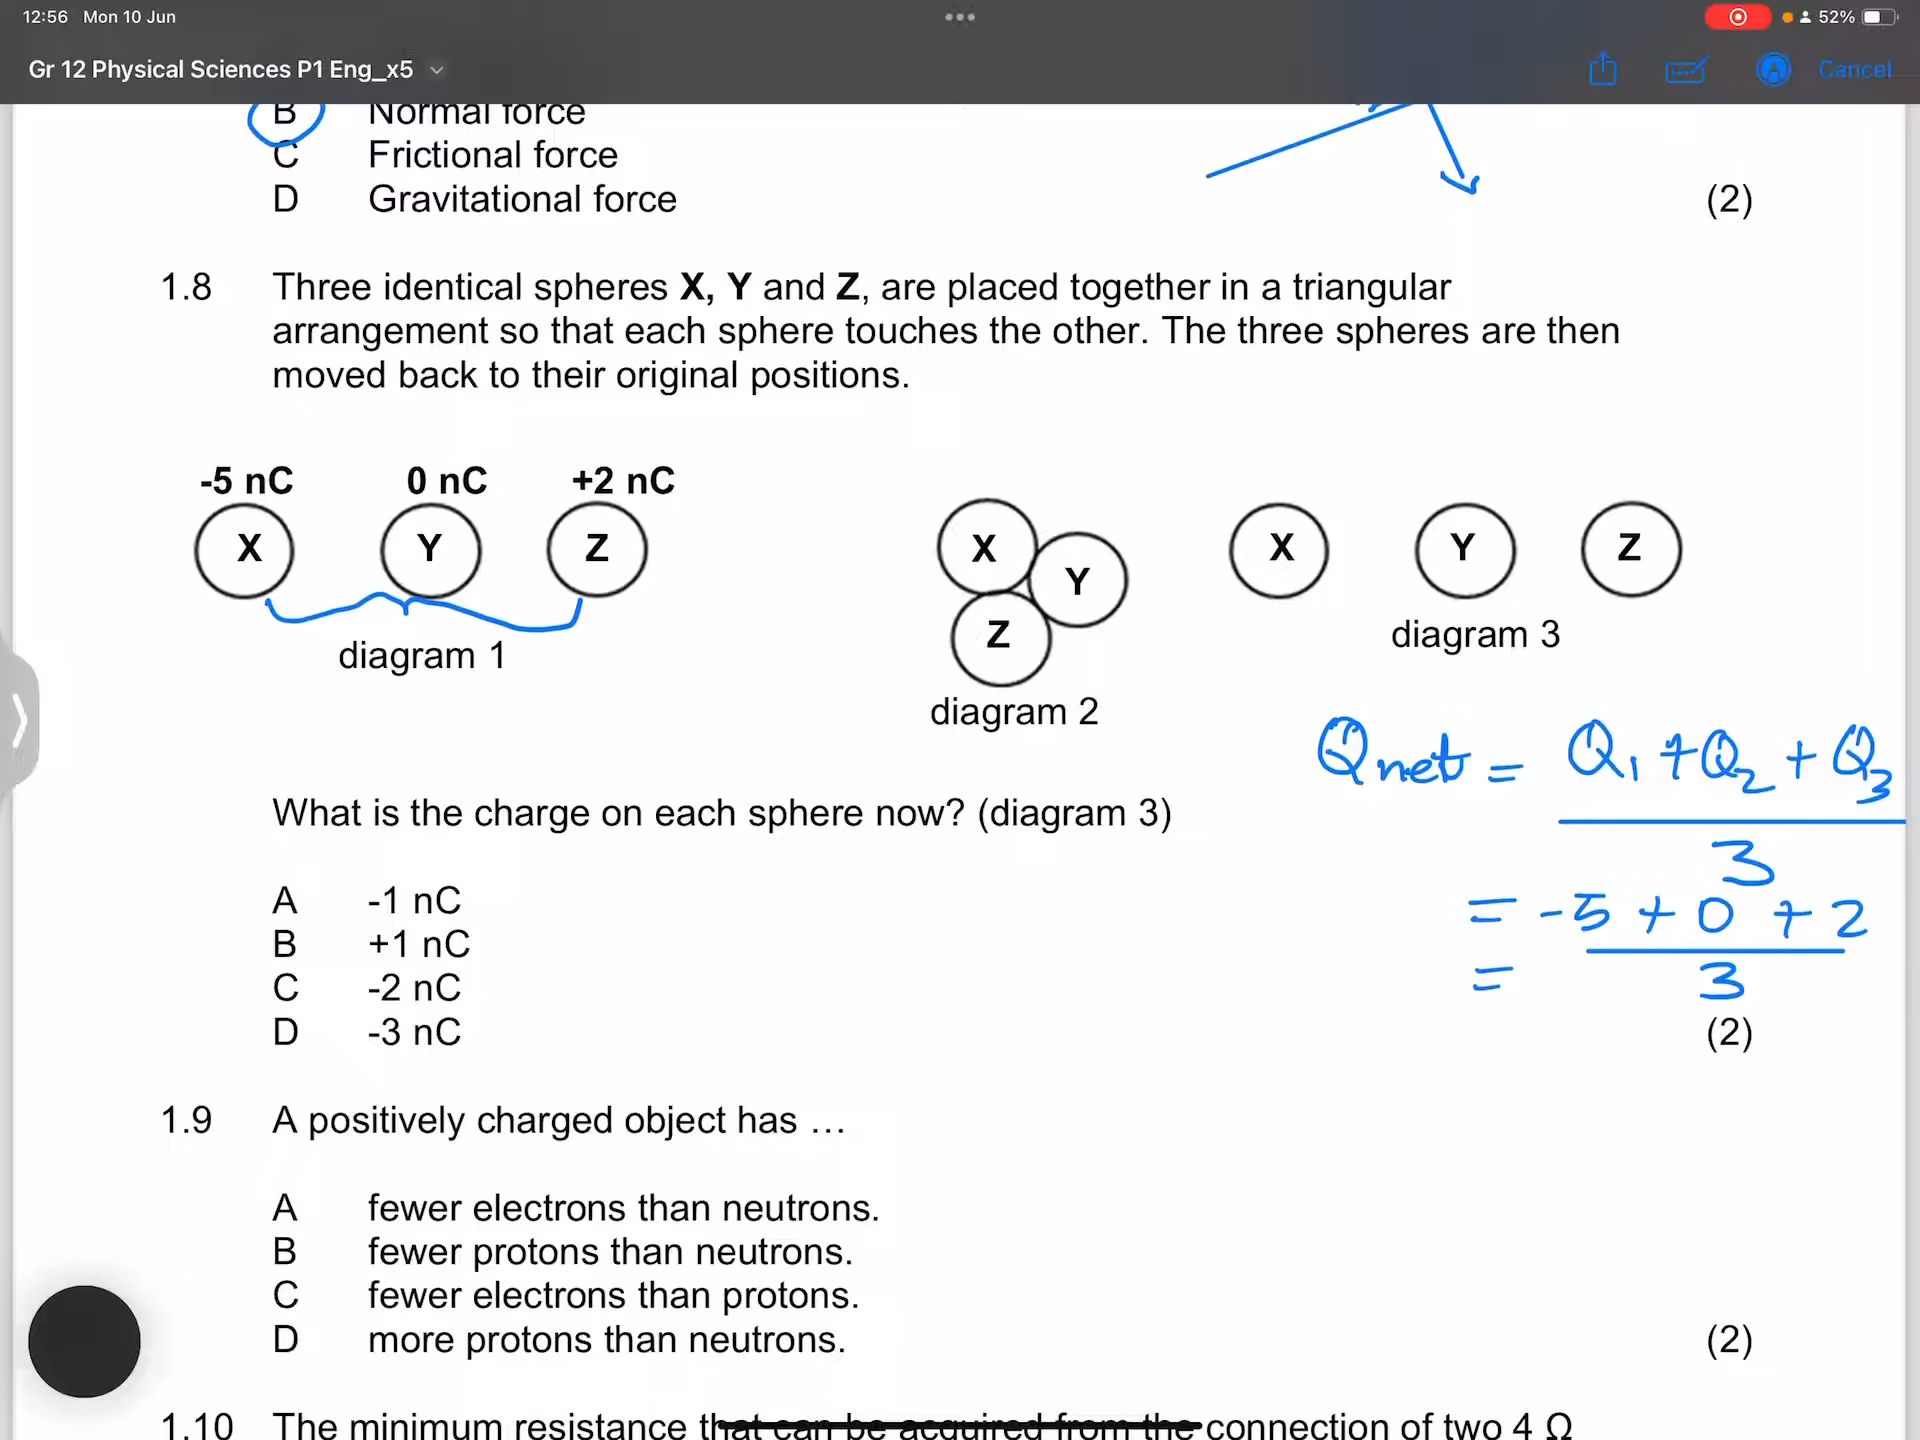 12:56 Mon 10 Jun
52%
Gr 12 Physical Sciences P1 Eng_x5
Cancel
B Normal force
C Frictional force
D Gravitational force
(2)
1.8 Three identical spheres X, Y and Z, are placed together in a triangular
arrangement so that each sphere touches the other. The three spheres are then
moved back to their original positions.
-5 nC 0 nC +2 nC
X Y Z
X Y Z
X Y Z
diagram 1
diagram 2
diagram 3
Qnet = Q1 + Q2 + Q3
3
What is the charge on each sphere now? (diagram 3)
= -5 + 0 + 2
= 3
A -1 nC
B +1 nC
C -2 nC
D -3 nC
(2)
1.9 A positively charged object has …
A fewer electrons than neutrons.
B fewer protons than neutrons.
C fewer electrons than protons.
D more protons than neutrons.
(2)
1.10 The minimum resistance that can be acquired from the connection of two 4 Ω